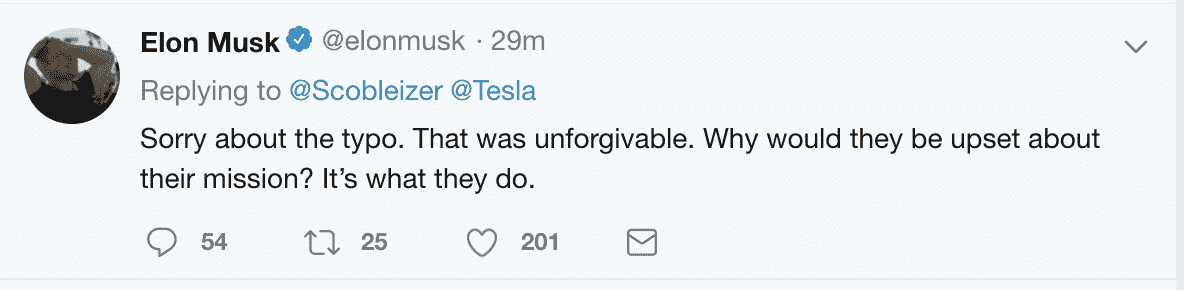 Elon Musk @elonmusk · 29m
Replying to @Scobleizer @Tesla
Sorry about the typo. That was unforgivable. Why would they be upset about
their mission? It’s what they do.
54 25 201